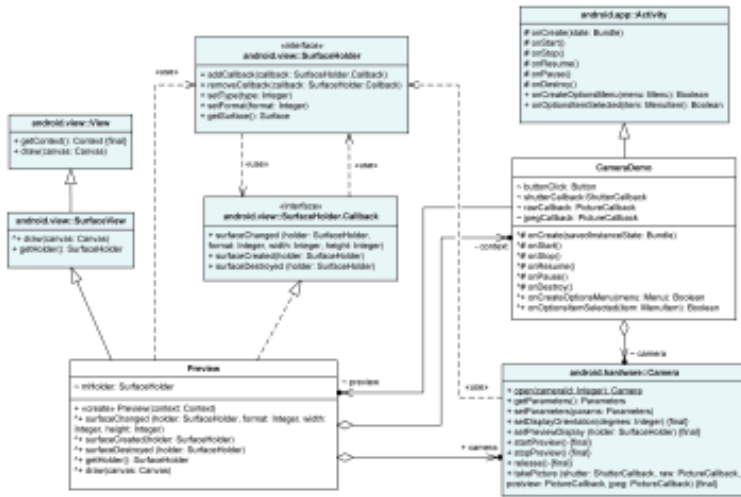 «interface»
android.view::SurfaceHolder
+ addCallback(callback: SurfaceHolder.Callback)
+ removeCallback(callback: SurfaceHolder.Callback)
+ setType(type: Integer)
+ setFormat(format: Integer)
+ getSurface(): Surface
android.app::Activity
# onCreate(state: Bundle)
# onStart()
# onStop()
# onResume()
# onPause()
# onDestroy()
+ onCreateOptionsMenu(menu: Menu): Boolean
+ onOptionsItemSelected(item: MenuItem): Boolean
«use»
«use»
«use»
android.view::View
+ getContext(): Context {final}
+ draw(canvas: Canvas)
android.view::SurfaceView
^+ draw(canvas: Canvas)
+ getHolder(): SurfaceHolder
«interface»
android.view::SurfaceHolder.Callback
+ surfaceChanged (holder: SurfaceHolder,
format: Integer, width: Integer, height: Integer)
+ surfaceCreated(holder: SurfaceHolder)
+ surfaceDestroyed (holder: SurfaceHolder)
CameraDemo
~ buttonClick: Button
~ shutterCallback:ShutterCallback
~ rawCallback: PictureCallback
~ jpegCallback: PictureCallback
^# onCreate(savedInstanceState: Bundle)
^# onStart()
^# onStop()
^# onResume()
^# onPause()
^# onDestroy()
^+ onCreateOptionsMenu(menu: Menu): Boolean
^+ onOptionsItemSelected(item: MenuItem): Boolean
~ context
~ camera
«use»
~ preview
+ camera
Preview
~ mHolder: SurfaceHolder
+ «create» Preview(context: Context)
^+ surfaceChanged (holder: SurfaceHolder, format: Integer, width:
Integer, height: Integer)
^+ surfaceCreated(holder: SurfaceHolder)
^+ surfaceDestroyed (holder: SurfaceHolder)
^+ getHolder(): SurfaceHolder
^+ draw(canvas: Canvas)
android.hardware::Camera
+ open(cameraId: Integer): Camera
+ getParameters(): Parameters
+ setParameters(params: Parameters)
+ setDisplayOrientation(degrees: Integer) {final}
+ setPreviewDisplay (holder: SurfaceHolder) {final}
+ startPreview() {final}
+ stopPreview() {final}
+ release() {final}
+ takePicture (shutter: ShutterCallback, raw: PictureCallback,
postview: PictureCallback, jpeg: PictureCallback) {final}